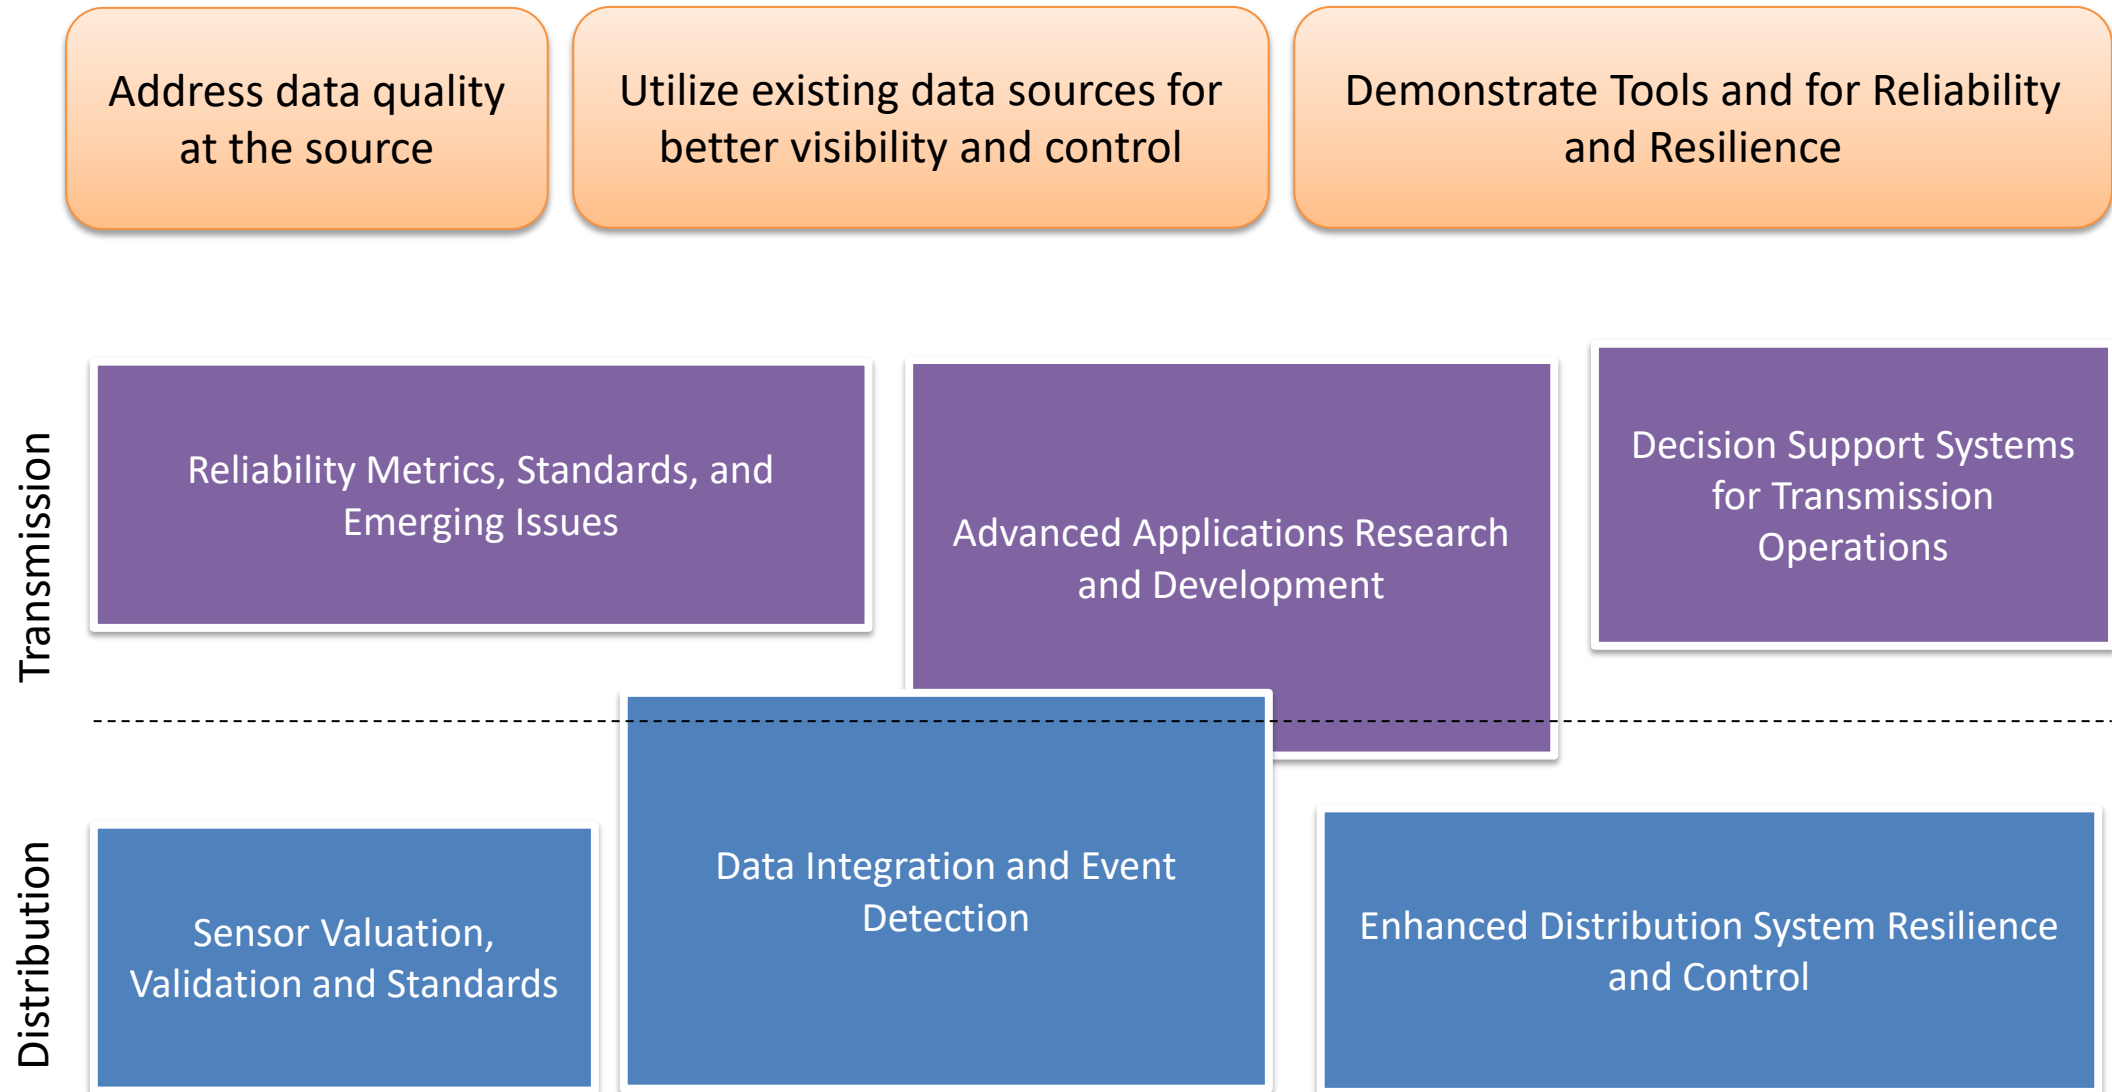 Address data quality
at the source
Utilize existing data sources for
better visibility and control
Demonstrate Tools and for Reliability
and Resilience
Transmission
Reliability Metrics, Standards, and
Emerging Issues
Advanced Applications Research
and Development
Decision Support Systems
for Transmission
Operations
Distribution
Sensor Valuation,
Validation and Standards
Data Integration and Event
Detection
Enhanced Distribution System Resilience
and Control